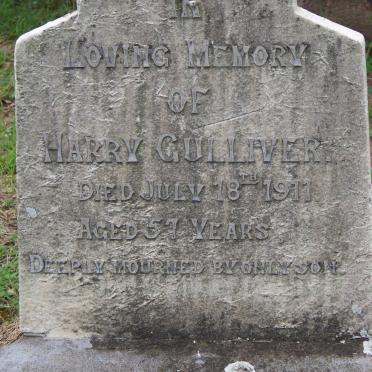 IN
LOVING MEMORY
OF
HARRY GULLIVER.
DIED JULY 18TH 1911
AGED 57 YEARS
DEEPLY MOURNED BY ONLY SON.